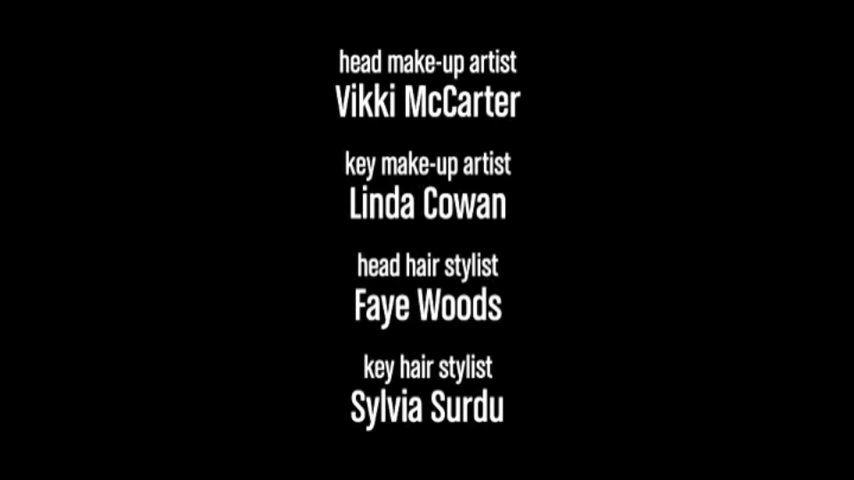 head make-up artist
Vikki McCarter
key make-up artist
Linda Cowan
head hair stylist
Faye Woods
key hair stylist
Sylvia Surdu